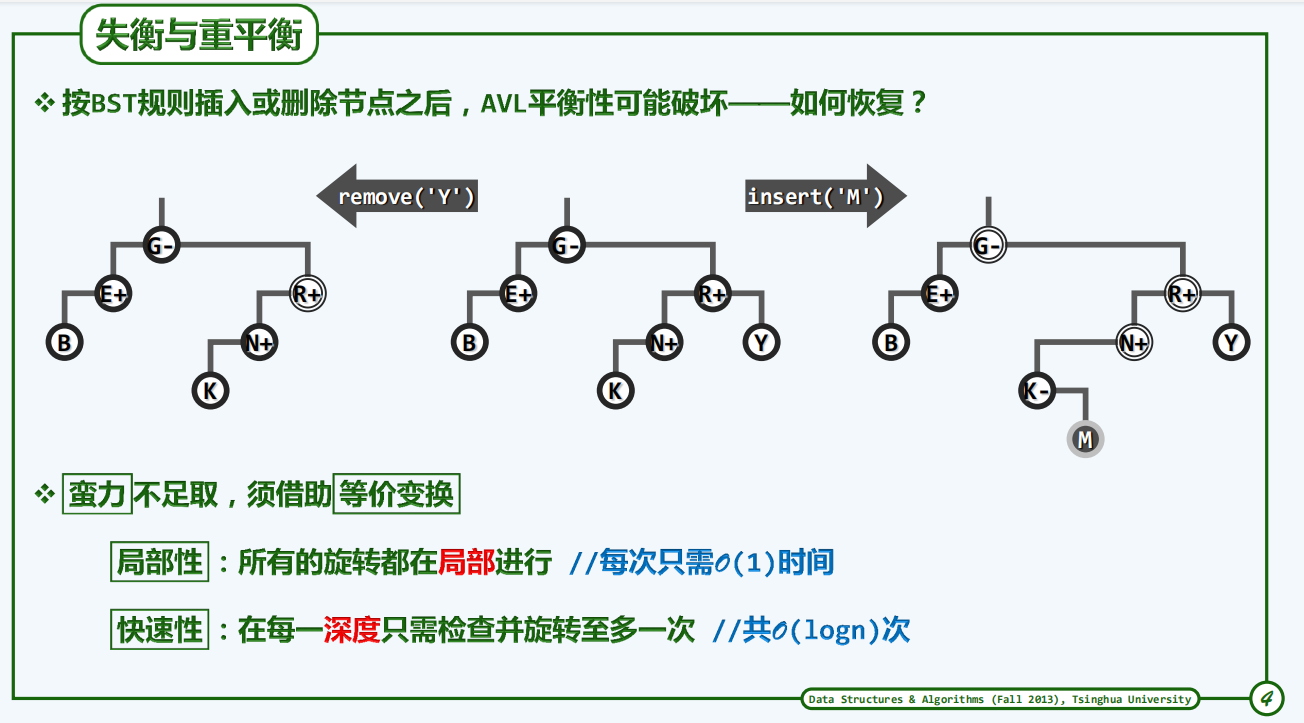 失衡与重平衡
按BST规则插入或删除节点之后，AVL平衡性可能破坏——如何恢复？
remove('Y') insert('M')
G- G- G-
E+ R+ E+ R+ E+ R+
B N+ B N+ Y B N+ Y
K K K-
M
蛮力不足取，须借助等价变换
局部性：所有的旋转都在局部进行 //每次只需O(1)时间
快速性：在每一深度只需检查并旋转至多一次 //共O(logn)次
Data Structures & Algorithms (Fall 2013), Tsinghua University
4